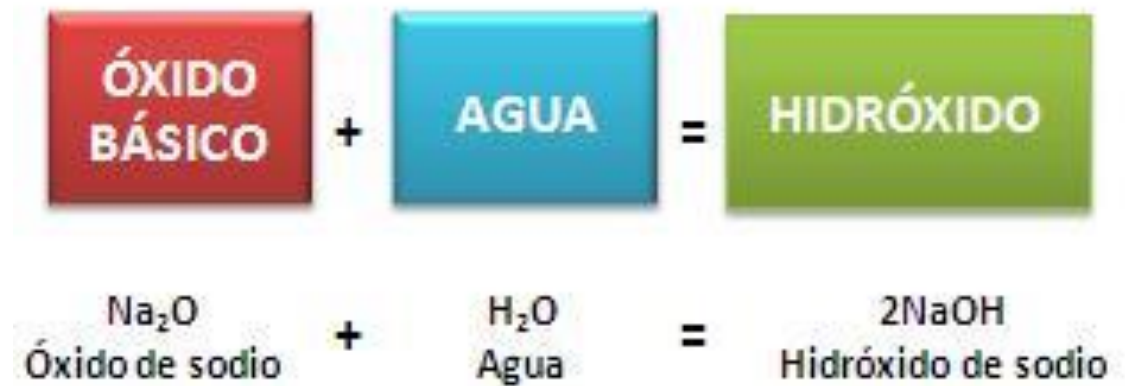 ÓXIDO
BÁSICO
+
AGUA
=
HIDRÓXIDO
Na₂O + H₂O = 2NaOH
Óxido de sodio Agua Hidróxido de sodio